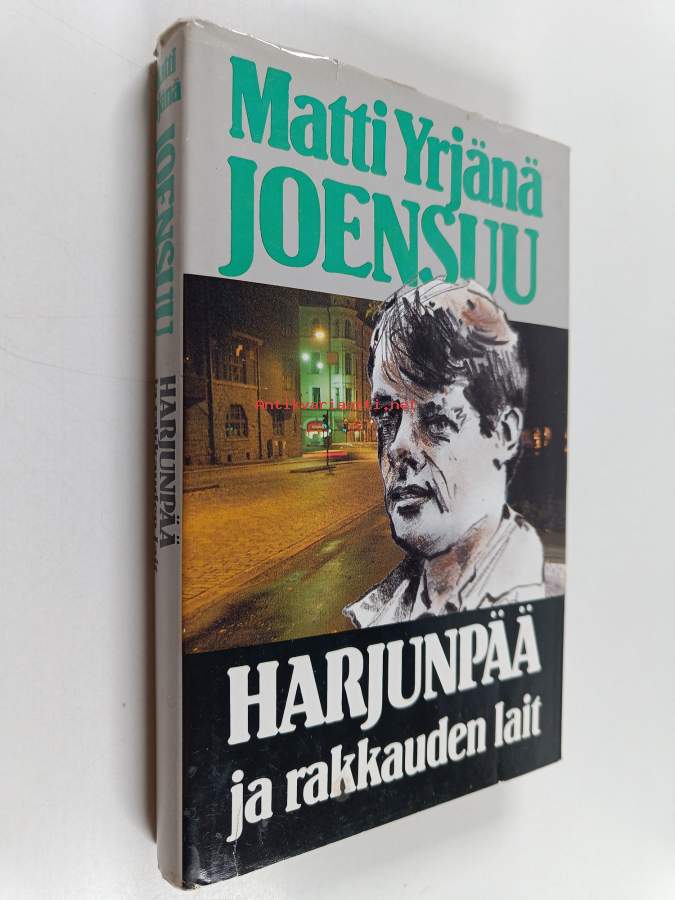 Matti Yrjänä
JOENSUU
HARJUNPÄÄ
ja rakkauden lait
JOENSUU
HARJUNPÄÄ
Antikvariaatti.net